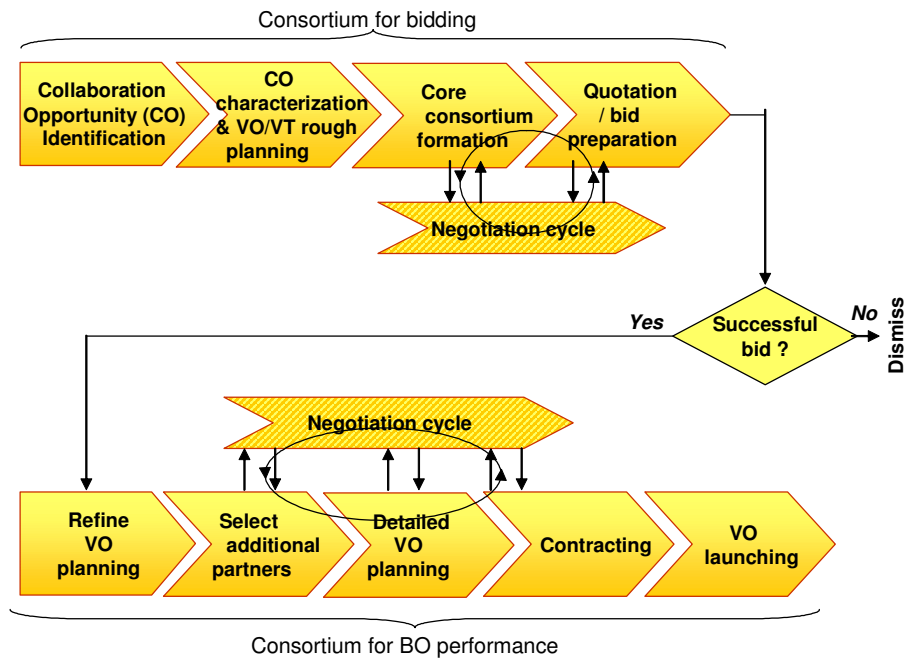 Consortium for bidding
Collaboration
Opportunity (CO)
Identification
CO
characterization
& VO/VT rough
planning
Core
consortium
formation
Quotation
/ bid
preparation
Negotiation cycle
Successful
bid ?
Yes
No
Dismiss
Negotiation cycle
Refine
VO
planning
Select
additional
partners
Detailed
VO
planning
Contracting
VO
launching
Consortium for BO performance